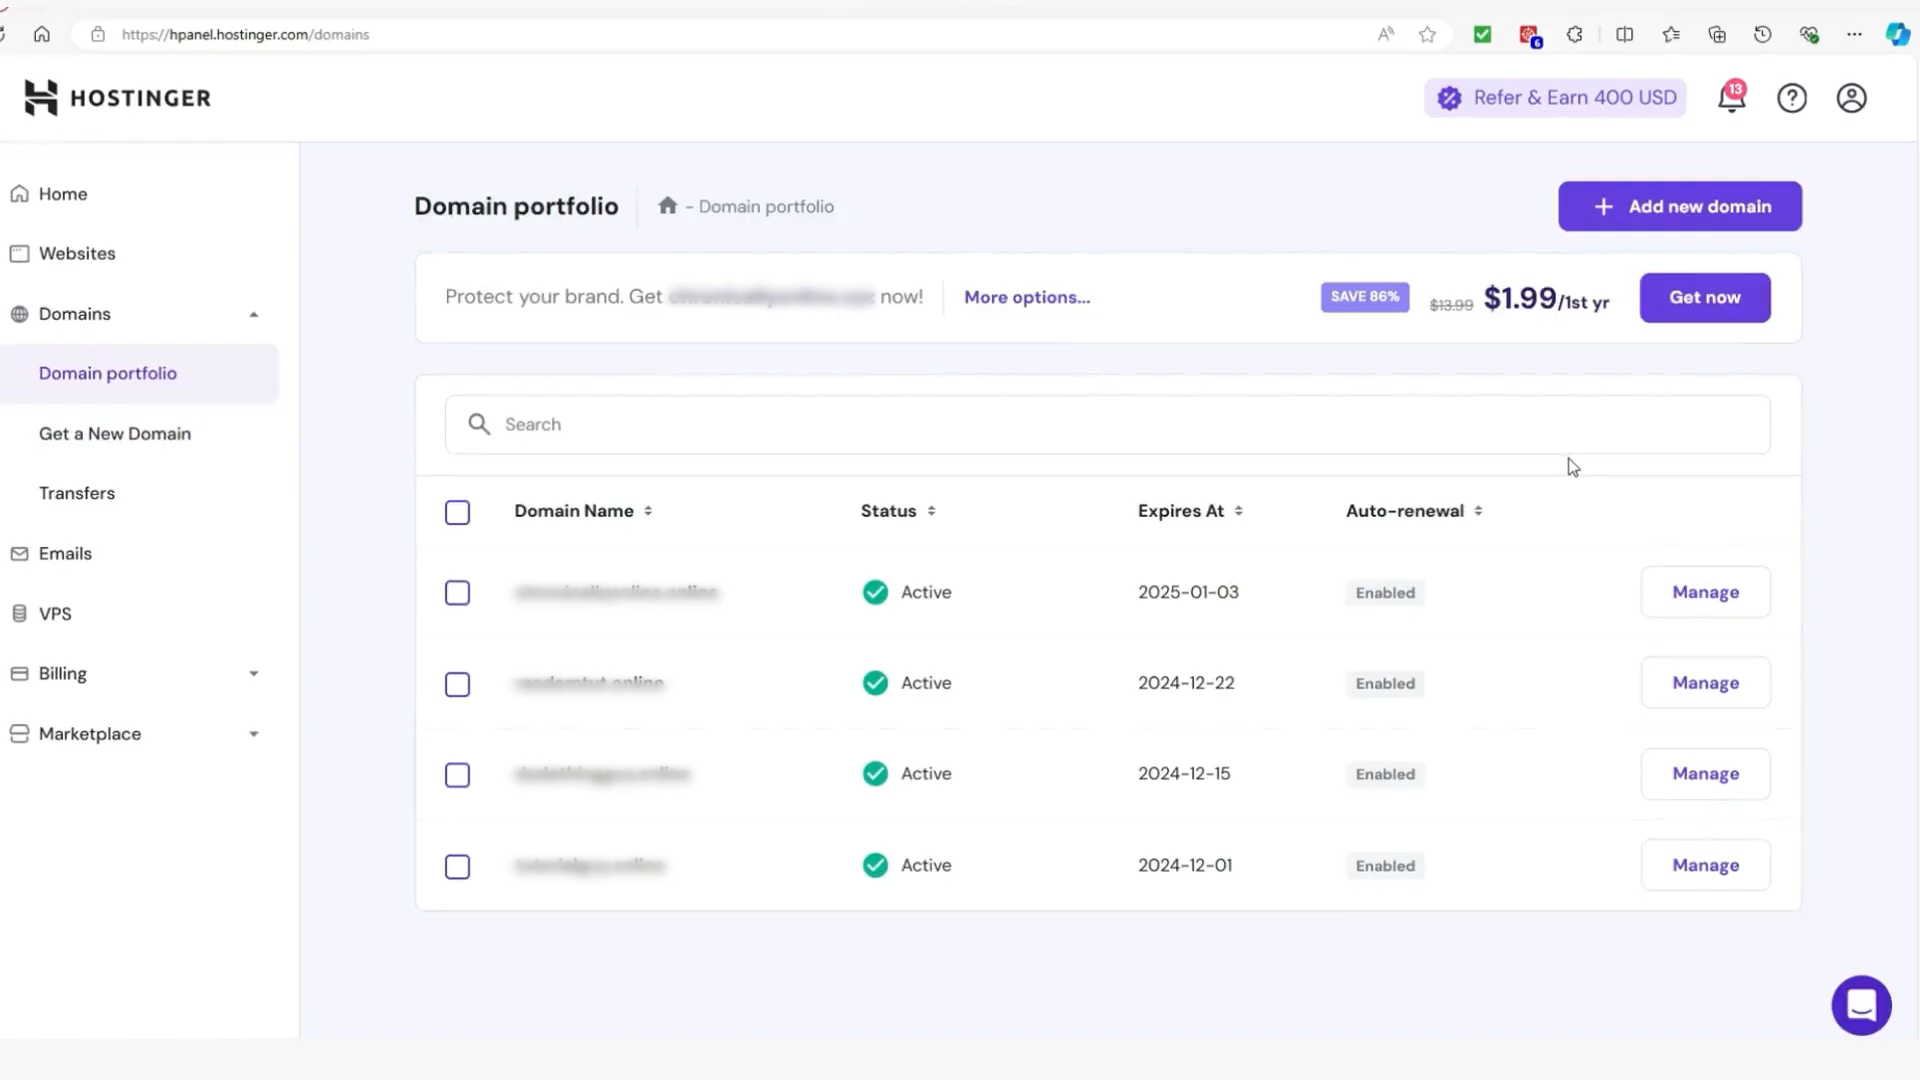 https://hpanel.hostinger.com/domains
6
HOSTINGER
Refer & Earn 400 USD
13
Home
Websites
Domains
Domain portfolio
Get a New Domain
Transfers
Emails
VPS
Billing
Marketplace
Domain portfolio
- Domain portfolio
+ Add new domain
Protect your brand. Get now!
More options...
SAVE 86%
$13.99 $1.99/1st yr
Get now
Search
Domain Name Status Expires At Auto-renewal
Active 2025-01-03 Enabled Manage
Active 2024-12-22 Enabled Manage
Active 2024-12-15 Enabled Manage
Active 2024-12-01 Enabled Manage